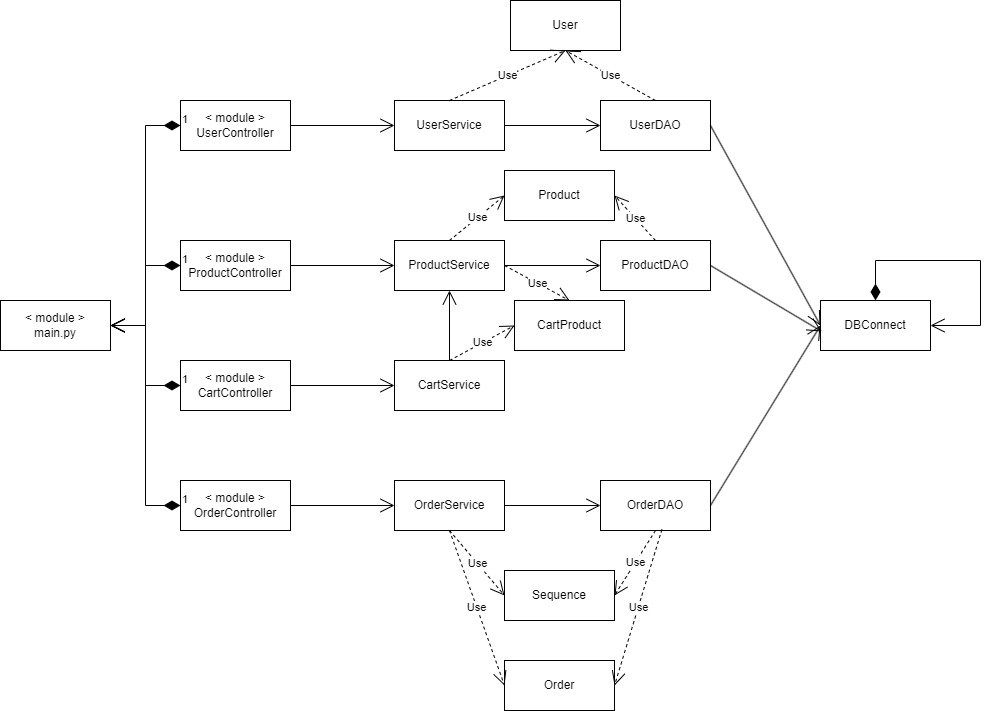 User
Use
Use
1
< module >
UserController
UserService
UserDAO
Product
Use
Use
1
< module >
ProductController
ProductService
ProductDAO
Use
< module >
main.py
CartProduct
DBConnect
Use
1
< module >
CartController
CartService
1
< module >
OrderController
OrderService
OrderDAO
Use
Use
Sequence
Use
Use
Order